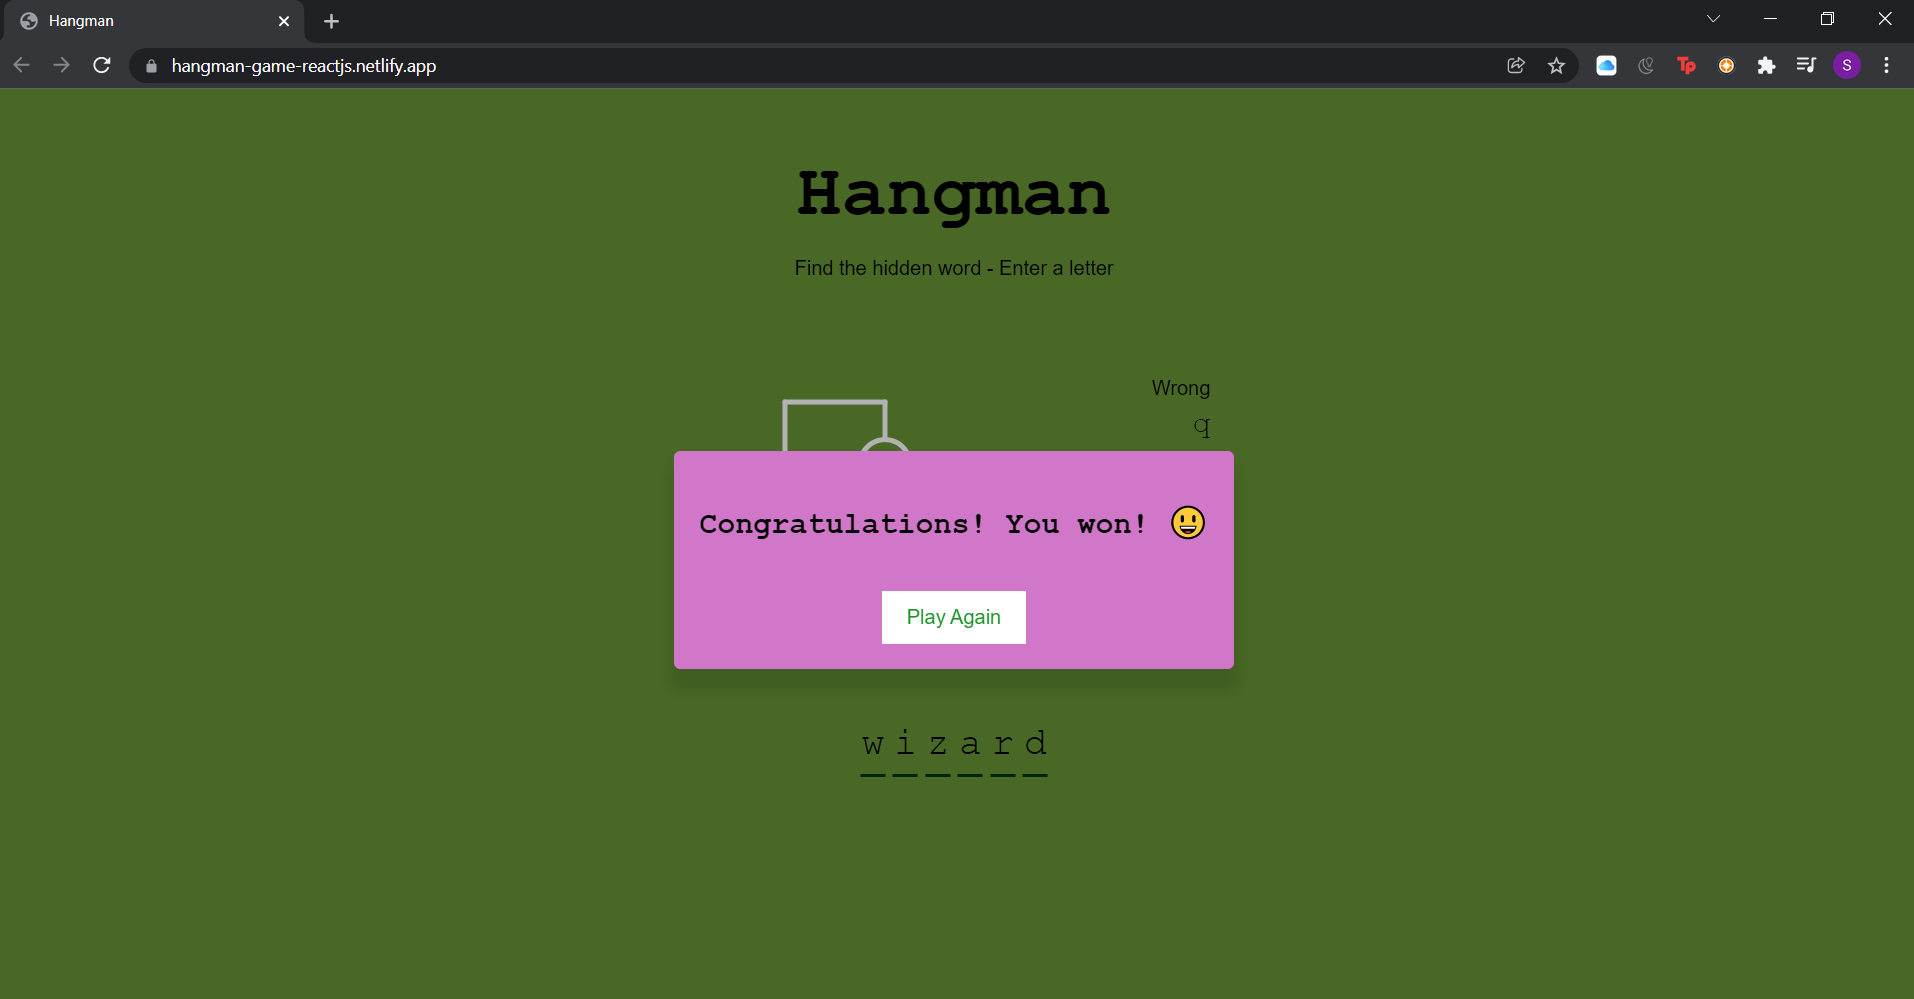 Hangman
hangman-game-reactjs.netlify.app
Tp
S
Hangman
Find the hidden word - Enter a letter
Wrong
q
Congratulations! You won! 😃
Play Again
w i z a r d